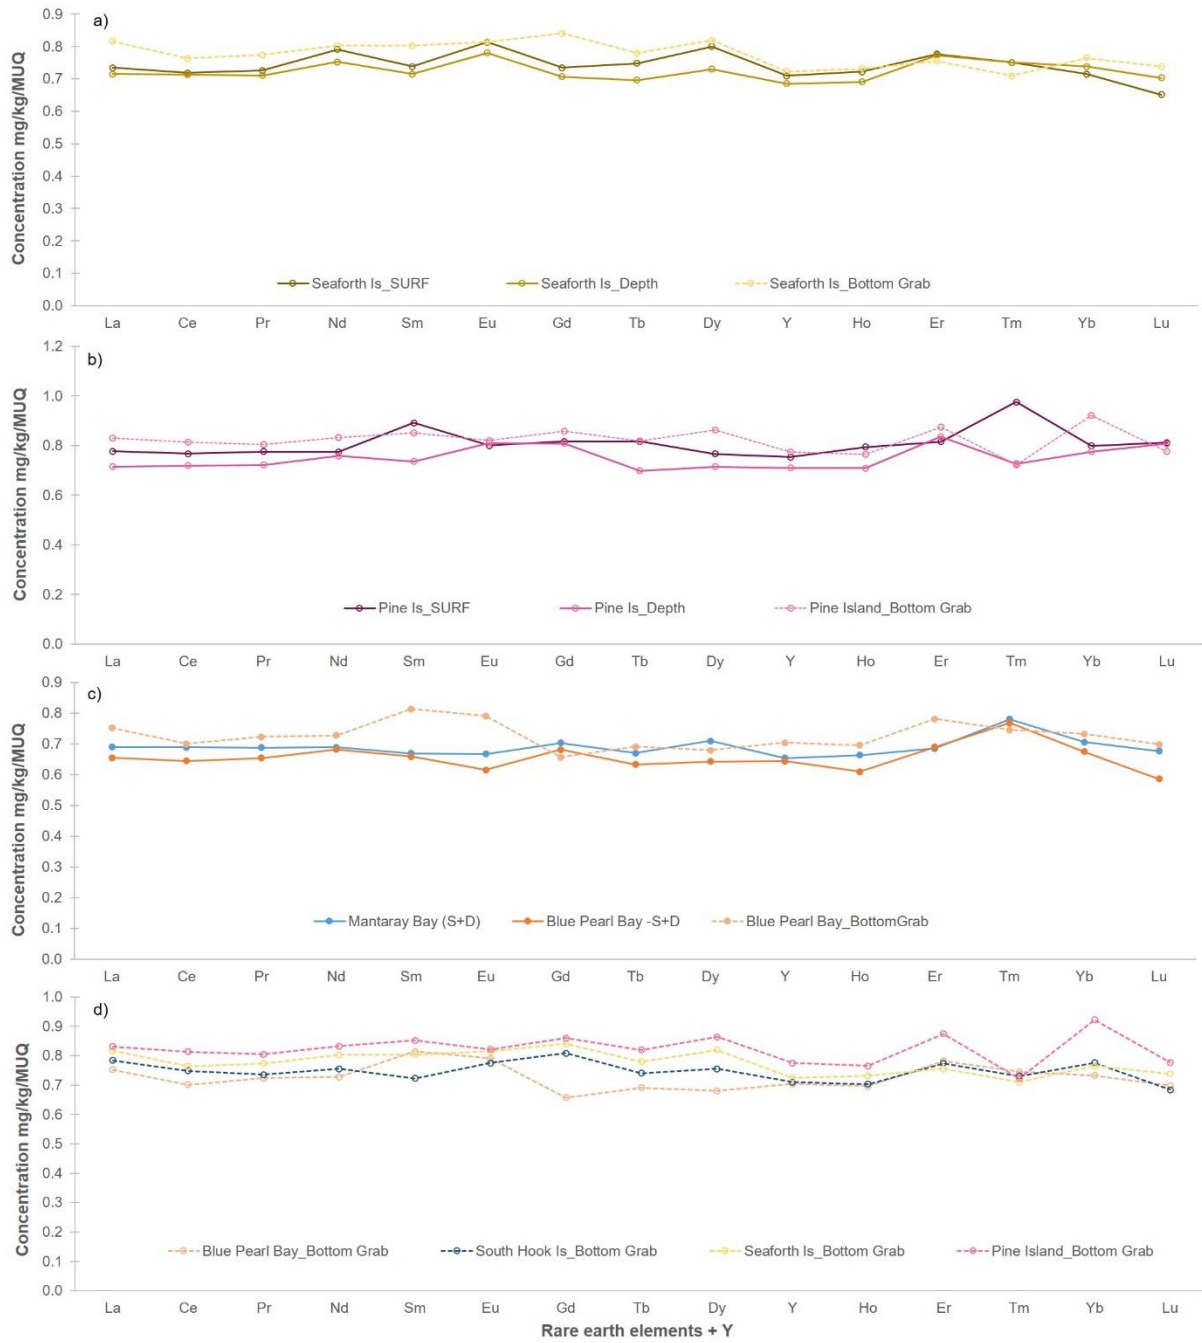 a)
Concentration mg/kg/MUQ
0.9
0.8
0.7
0.6
0.5
0.4
0.3
0.2
0.1
0.0
Seaforth Is_SURF Seaforth Is_Depth Seaforth Is_Bottom Grab
La Ce Pr Nd Sm Eu Gd Tb Dy Y Ho Er Tm Yb Lu
b)
Concentration mg/kg/MUQ
1.2
1.0
0.8
0.6
0.4
0.2
0.0
Pine Is_SURF Pine Is_Depth Pine Island_Bottom Grab
La Ce Pr Nd Sm Eu Gd Tb Dy Y Ho Er Tm Yb Lu
c)
Concentration mg/kg/MUQ
0.9
0.8
0.7
0.6
0.5
0.4
0.3
0.2
0.1
0.0
Mantaray Bay (S+D) Blue Pearl Bay -S+D Blue Pearl Bay_BottomGrab
La Ce Pr Nd Sm Eu Gd Tb Dy Y Ho Er Tm Yb Lu
d)
Concentration mg/kg/MUQ
1.0
0.9
0.8
0.7
0.6
0.5
0.4
0.3
0.2
0.1
0.0
Blue Pearl Bay_Bottom Grab South Hook Is_Bottom Grab Seaforth Is_Bottom Grab Pine Island_Bottom Grab
La Ce Pr Nd Sm Eu Gd Tb Dy Y Ho Er Tm Yb Lu
Rare earth elements + Y